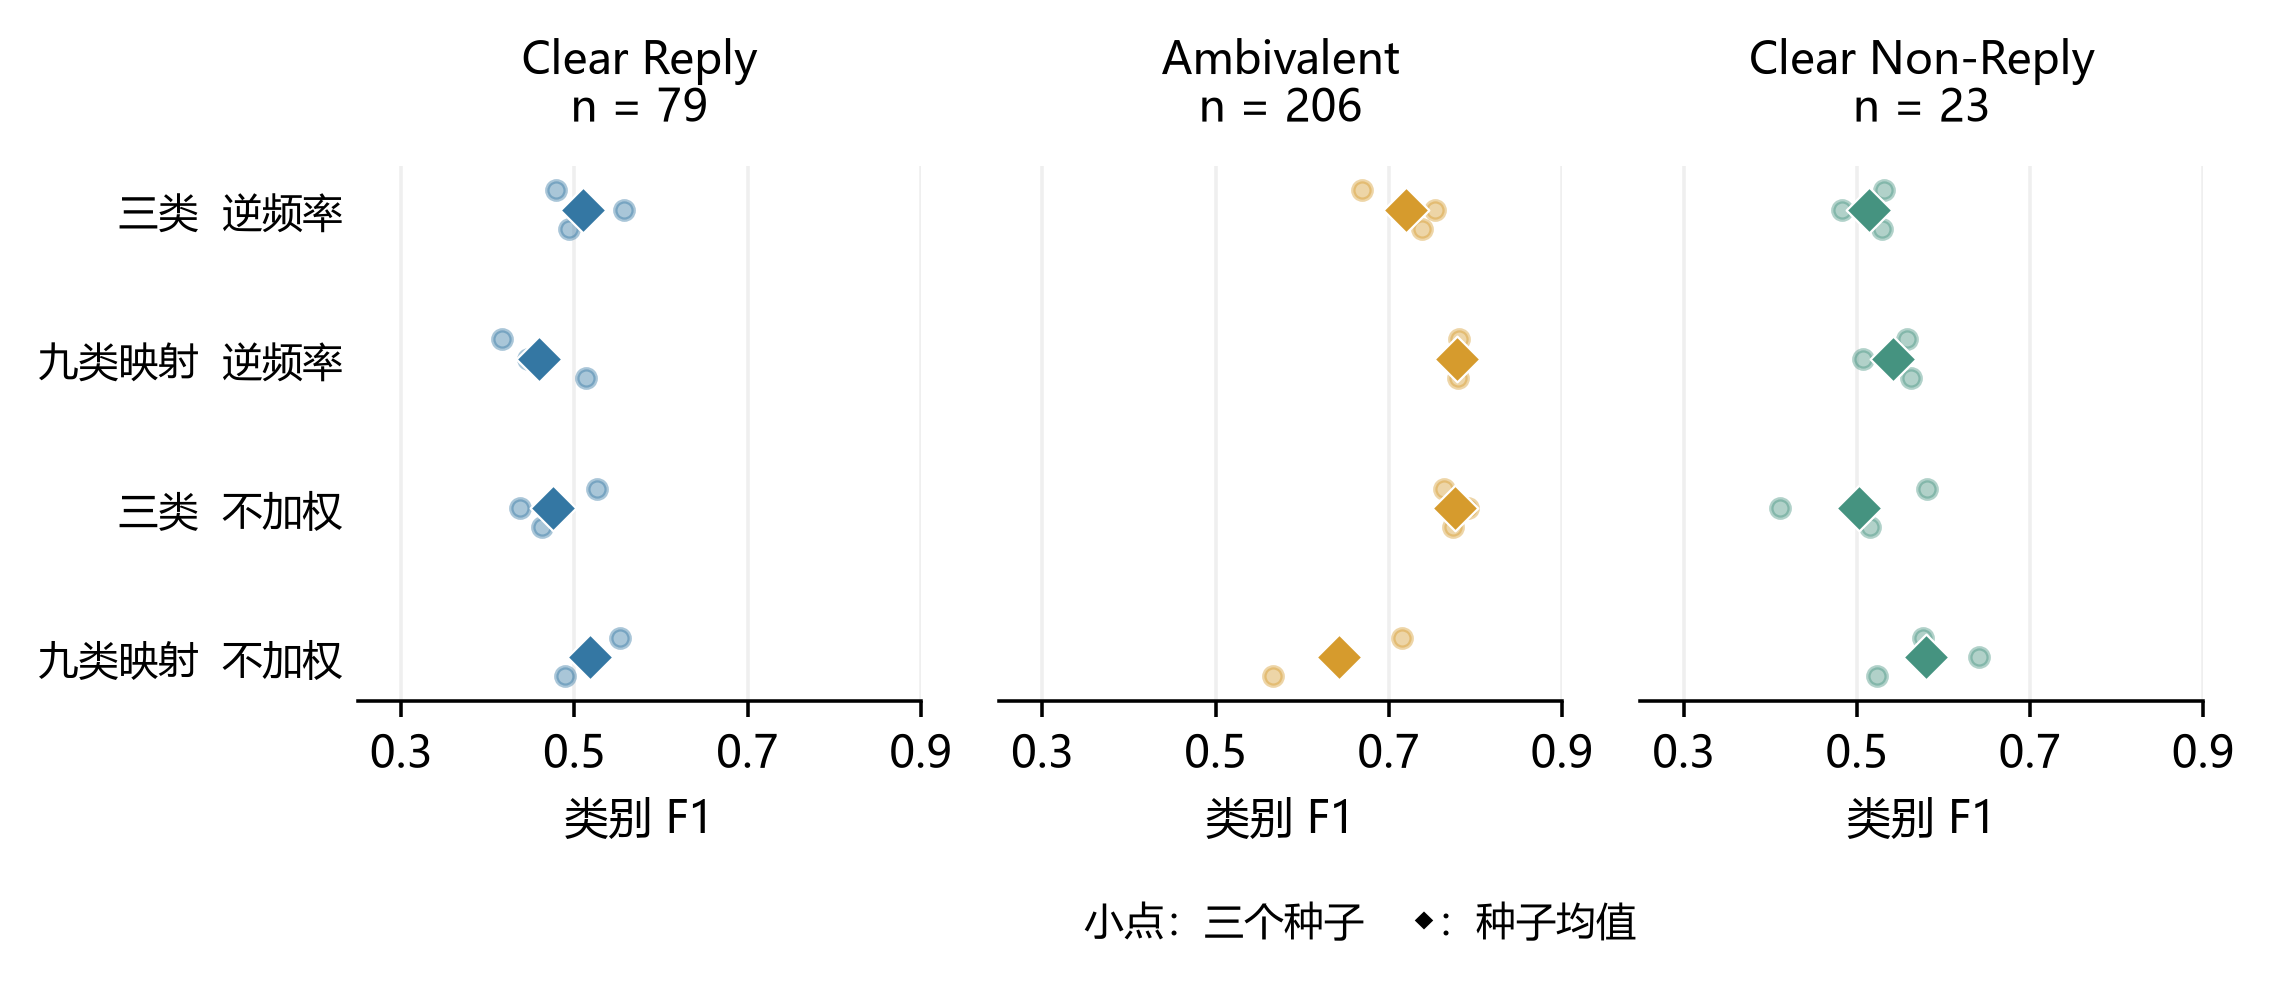 Clear Reply
n = 79
Ambivalent
n = 206
Clear Non-Reply
n = 23
三类 逆频率
九类映射 逆频率
三类 不加权
九类映射 不加权
0.3 0.5 0.7 0.9
0.3 0.5 0.7 0.9
0.3 0.5 0.7 0.9
类别 F1
类别 F1
类别 F1
小点：三个种子 ◆：种子均值